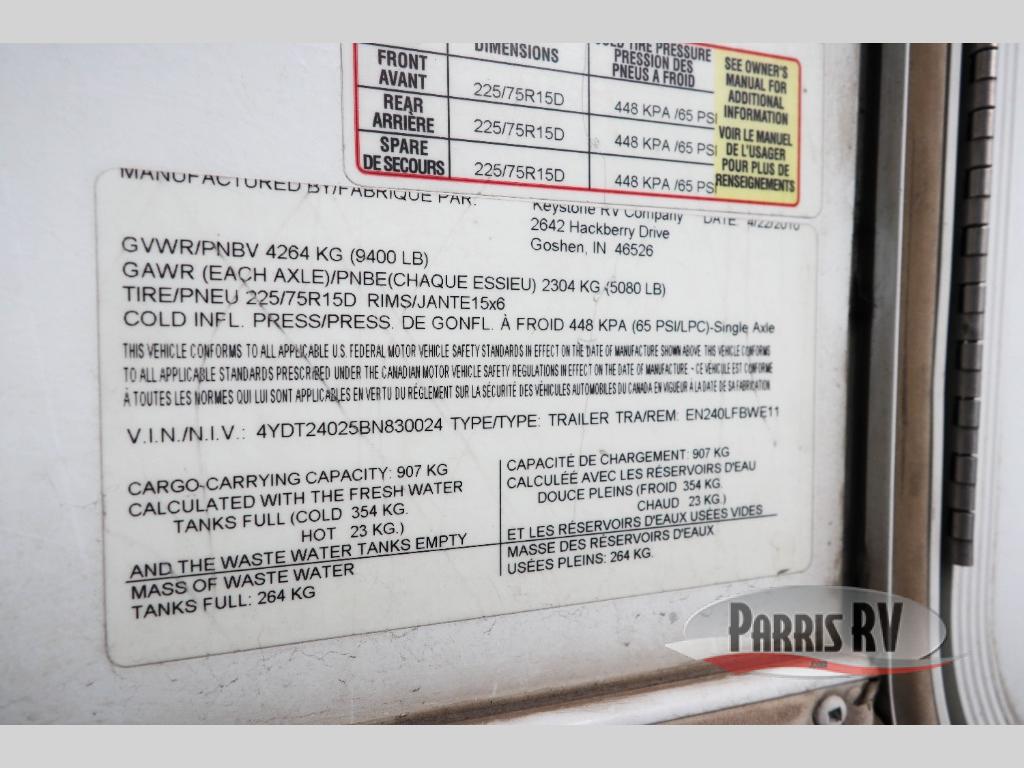 DIMENSIONS
COLD TIRE PRESSURE
PRESSION DES
PNEUS A FROID
FRONT
AVANT
225/75R15D
448 KPA /65 PSI
REAR
ARRIÈRE
225/75R15D
448 KPA /65 PSI
SPARE
DE SECOURS
225/75R15D
448 KPA /65 PSI
SEE OWNER'S
MANUAL FOR
ADDITIONAL
INFORMATION
VOIR LE MANUEL
DE L'USAGER
POUR PLUS DE
RENSEIGNEMENTS
MANUFACTURED BY/FABRIQUE PAR:
Keystone RV Company DATE 4/22/2010
2642 Hackberry Drive
Goshen, IN 46526
GVWR/PNBV 4264 KG (9400 LB)
GAWR (EACH AXLE)/PNBE(CHAQUE ESSIEU) 2304 KG (5080 LB)
TIRE/PNEU 225/75R15D RIMS/JANTE15x6
COLD INFL. PRESS/PRESS. DE GONFL. À FROID 448 KPA (65 PSI/LPC)-Single Axle
THIS VEHICLE CONFORMS TO ALL APPLICABLE U.S. FEDERAL MOTOR VEHICLE SAFETY STANDARDS IN EFFECT ON THE DATE OF MANUFACTURE SHOWN ABOVE. THIS VEHICLE CONFORMS
TO ALL APPLICABLE STANDARDS PRESCRIBED UNDER THE CANADIAN MOTOR VEHICLE SAFETY REGULATIONS IN EFFECT ON THE DATE OF MANUFACTURE - CE VÉHICULE EST CONFORME
À TOUTES LES NORMES QUI LUI SONT APPLICABLES EN VERTU DU RÈGLEMENT SUR LA SÉCURITÉ DES VÉHICULES AUTOMOBILES DU CANADA EN VIGUEUR À LA DATE DE SA FABRICATION
V.I.N./N.I.V.: 4YDT24025BN830024 TYPE/TYPE: TRAILER TRA/REM: EN240LFBWE11
CARGO-CARRYING CAPACITY: 907 KG
CALCULATED WITH THE FRESH WATER
TANKS FULL (COLD 354 KG.
HOT 23 KG.)
AND THE WASTE WATER TANKS EMPTY
MASS OF WASTE WATER
TANKS FULL: 264 KG
CAPACITÉ DE CHARGEMENT: 907 KG
CALCULÉE AVEC LES RÉSERVOIRS D'EAU
DOUCE PLEINS (FROID 354 KG.
CHAUD 23 KG.)
ET LES RÉSERVOIRS D'EAUX USÉES VIDES
MASSE DES RÉSERVOIRS D'EAUX
USÉES PLEINS: 264 KG.
PARRIS RV
.com